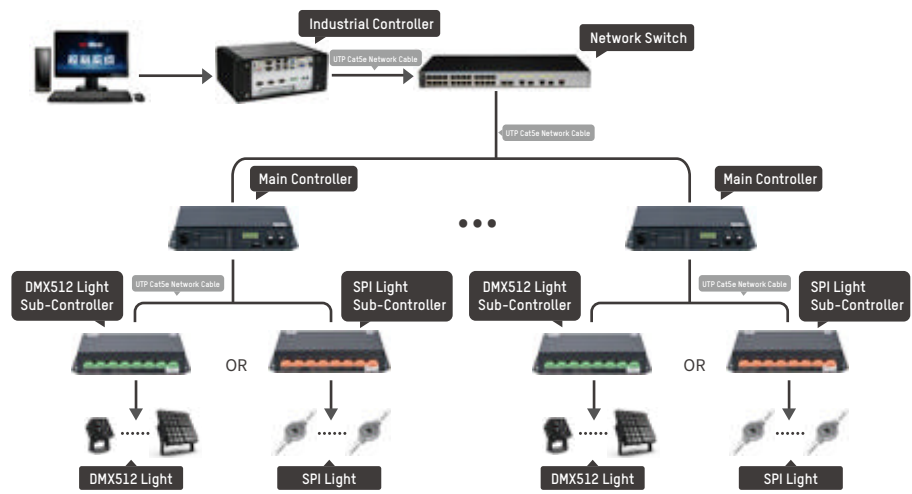 Industrial Controller
UTP Cat5e Network Cable
Network Switch
UTP Cat5e Network Cable
Main Controller
Main Controller
DMX512 Light
Sub-Controller
UTP Cat5e Network Cable
SPI Light
Sub-Controller
DMX512 Light
Sub-Controller
UTP Cat5e Network Cable
SPI Light
Sub-Controller
OR
OR
DMX512 Light
SPI Light
DMX512 Light
SPI Light